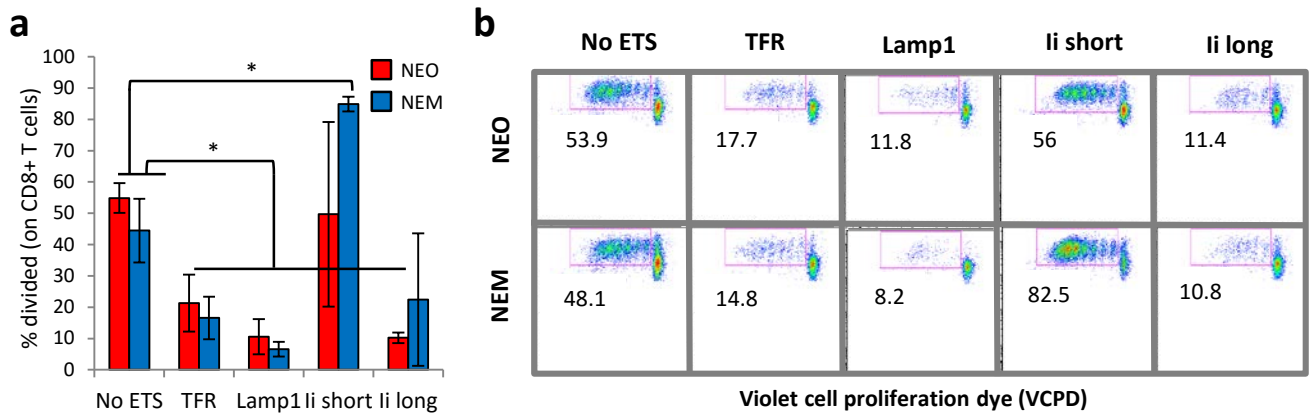 a
% divided (on CD8+ T cells)
100
90
80
70
60
50
40
30
20
10
0
*
*
NEO
NEM
No ETS TFR Lamp1 Ii short Ii long
b
No ETS TFR Lamp1 Ii short Ii long
NEO
53.9 17.7 11.8 56 11.4
NEM
48.1 14.8 8.2 82.5 10.8
Violet cell proliferation dye (VCPD)